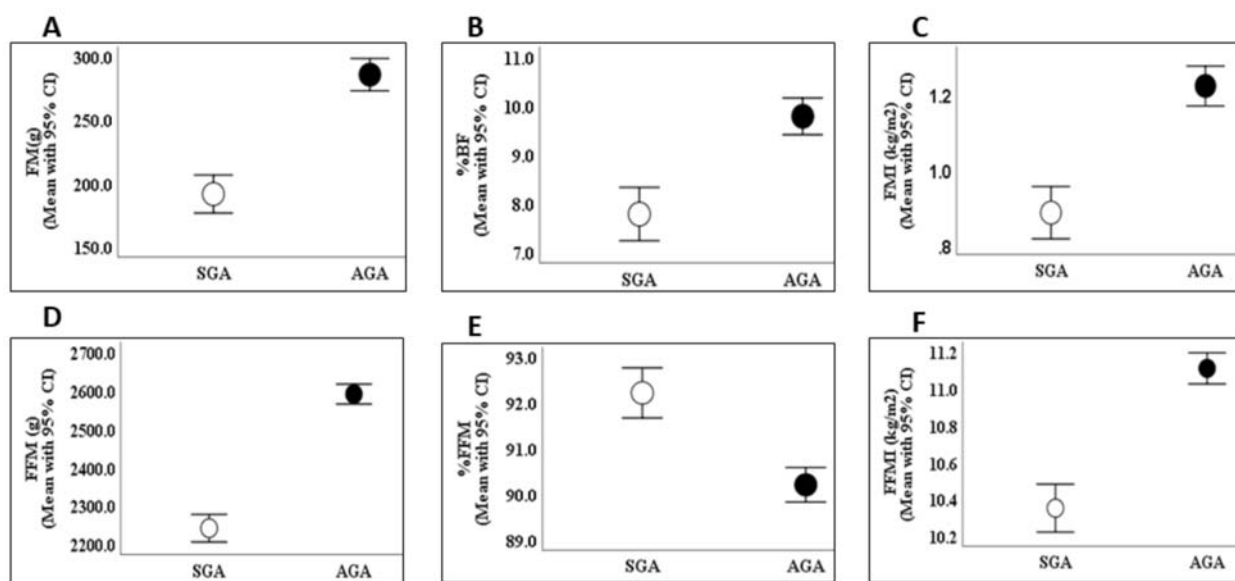 A
FM(g)
(Mean with 95% CI)
300.0
250.0
200.0
150.0
SGA
AGA
B
%BF
(Mean with 95% CI)
11.0
10.0
9.0
8.0
7.0
SGA
AGA
C
FMI (kg/m2)
(Mean with 95% CI)
1.2
1.0
.8
SGA
AGA
D
FFM (g)
(Mean with 95% CI)
2700.0
2600.0
2500.0
2400.0
2300.0
2200.0
SGA
AGA
E
%FFM
(Mean with 95% CI)
93.0
92.0
91.0
90.0
89.0
SGA
AGA
F
FFMI (kg/m2)
(Mean with 95% CI)
11.2
11.0
10.8
10.6
10.4
10.2
SGA
AGA